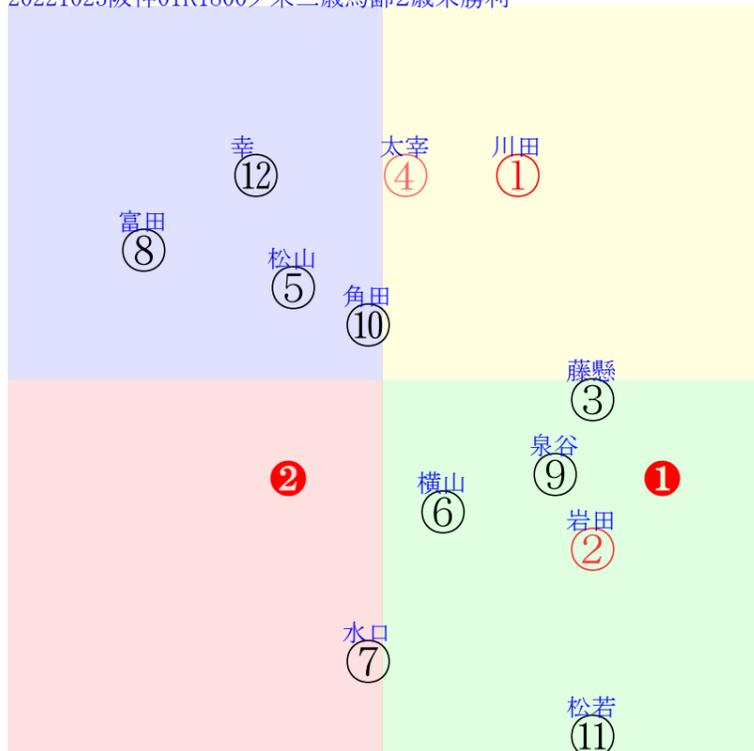 幸
太宰
川田
⑫
④
①
富田
⑧
松山
⑤
角田
⑩
藤懸
③
泉谷
⑨
横山
⑥
❷
❶
岩田
②
水口
⑦
松若
⑪